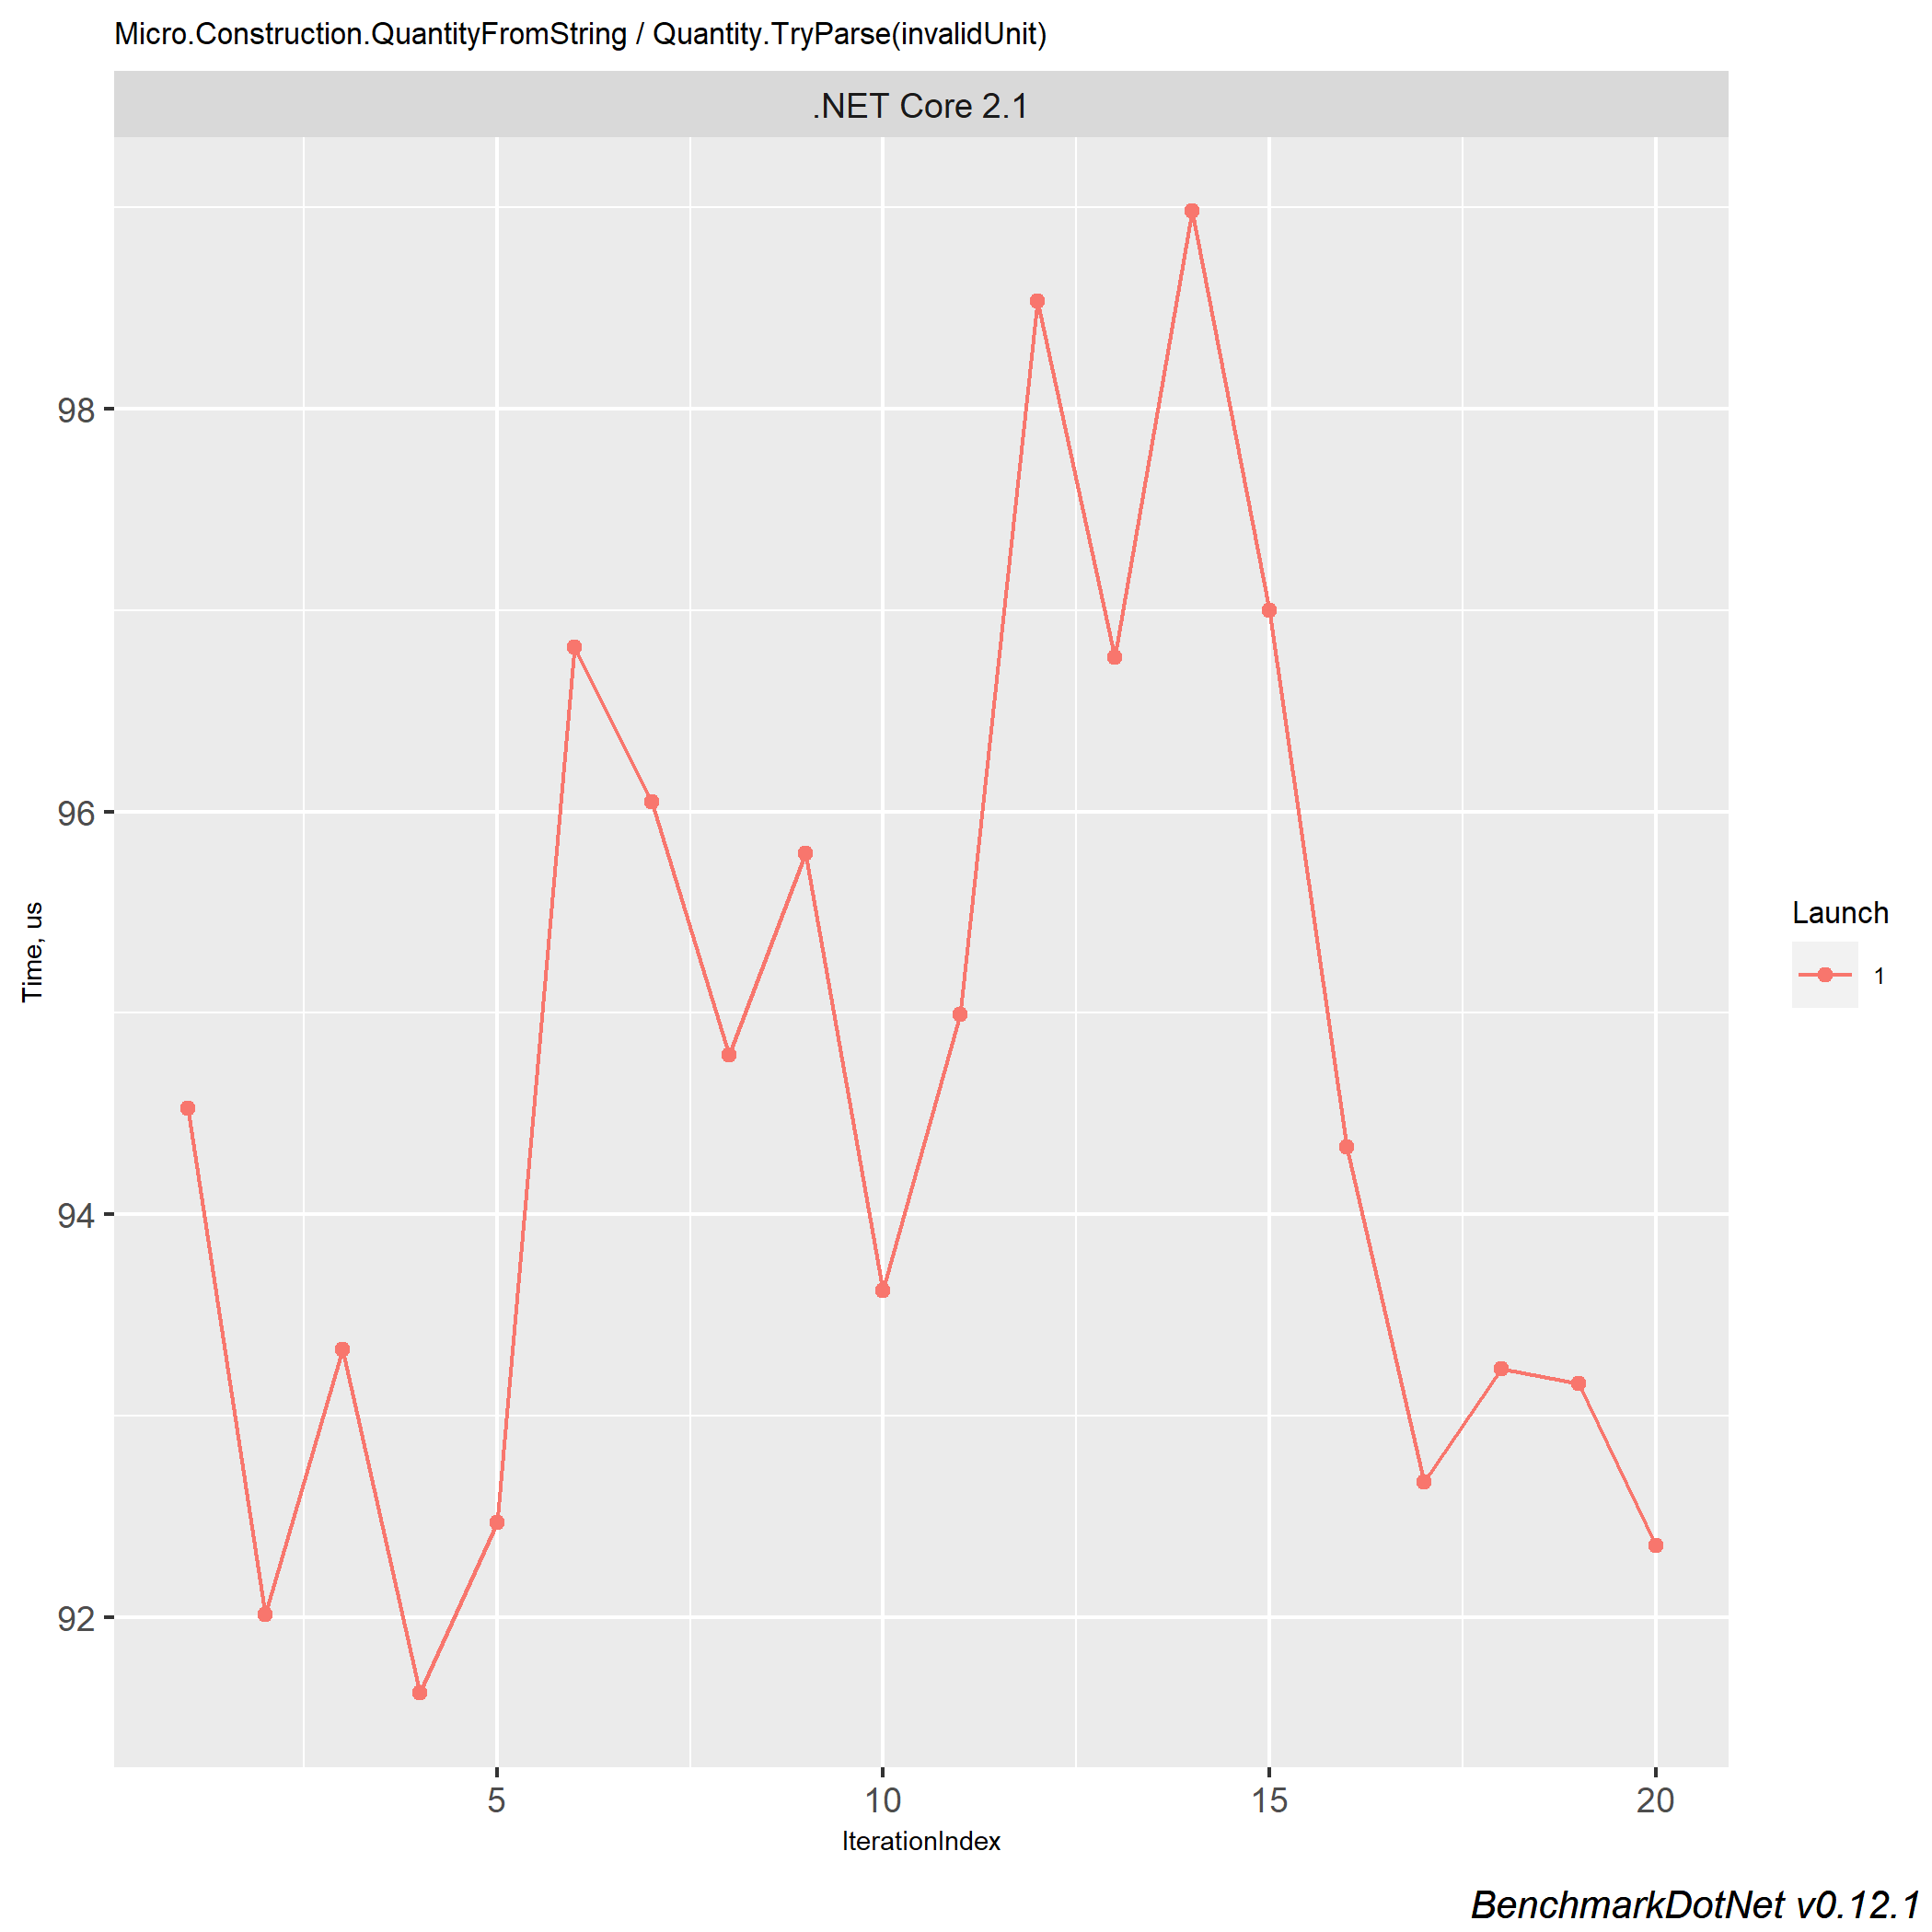 Micro.Construction.QuantityFromString / Quantity.TryParse(invalidUnit)
.NET Core 2.1
98
96
94
92
Time, us
5 10 15 20
IterationIndex
Launch
1
BenchmarkDotNet v0.12.1